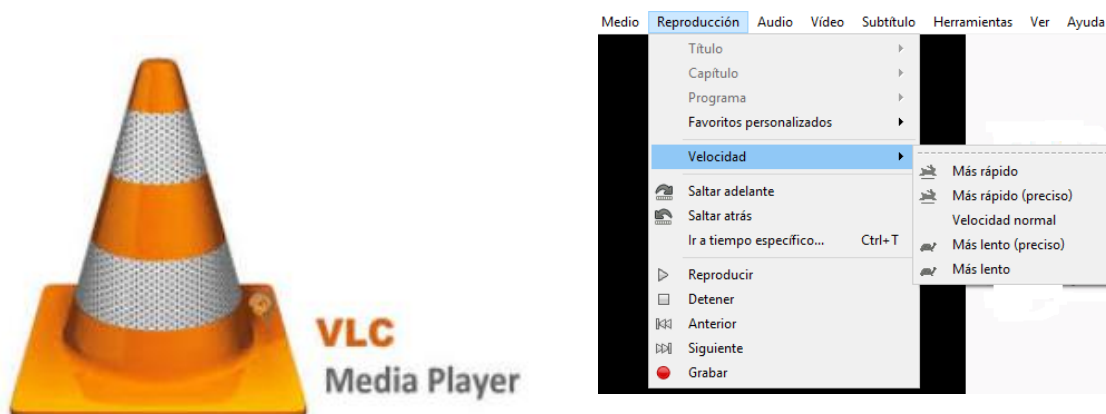 VLC
Media Player
Medio Reproducción Audio Vídeo Subtítulo Herramientas Ver Ayuda
Título
Capítulo
Programa
Favoritos personalizados
Velocidad
Saltar adelante
Saltar atrás
Ir a tiempo específico... Ctrl+T
Reproducir
Detener
Anterior
Siguiente
Grabar
Más rápido
Más rápido (preciso)
Velocidad normal
Más lento (preciso)
Más lento